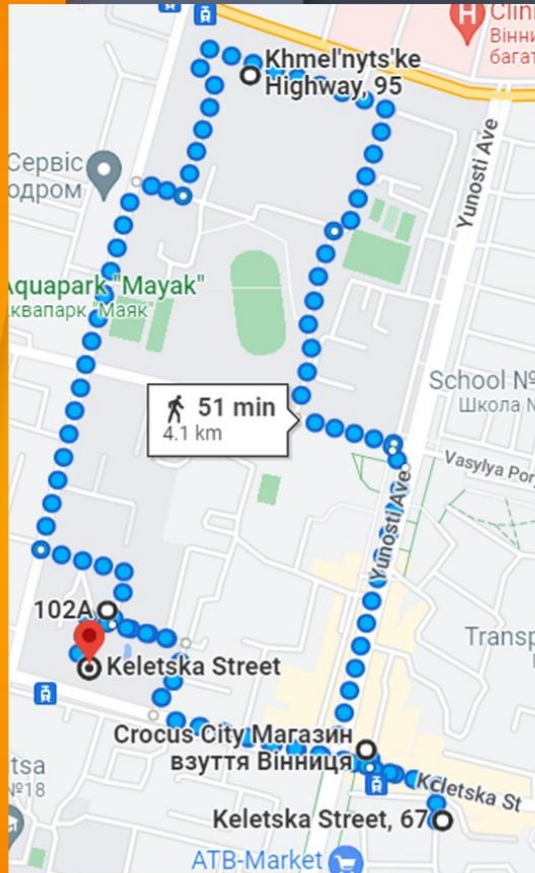 Clini
Вінни
багат
Khmel'nyts'ke
Highway, 95
Yunosti Ave
Сервіс
одром
Aquapark "Mayak"
квапарк "Маяк"
School №
Школа №
51 min
4.1 km
Vasylya Pory
Yunosti Ave
102A
Transp
Keletska Street
Crocus City Магазин
взуття Вінниця
tsa
№18
Keletska St
Keletska Street, 67
ATB-Market